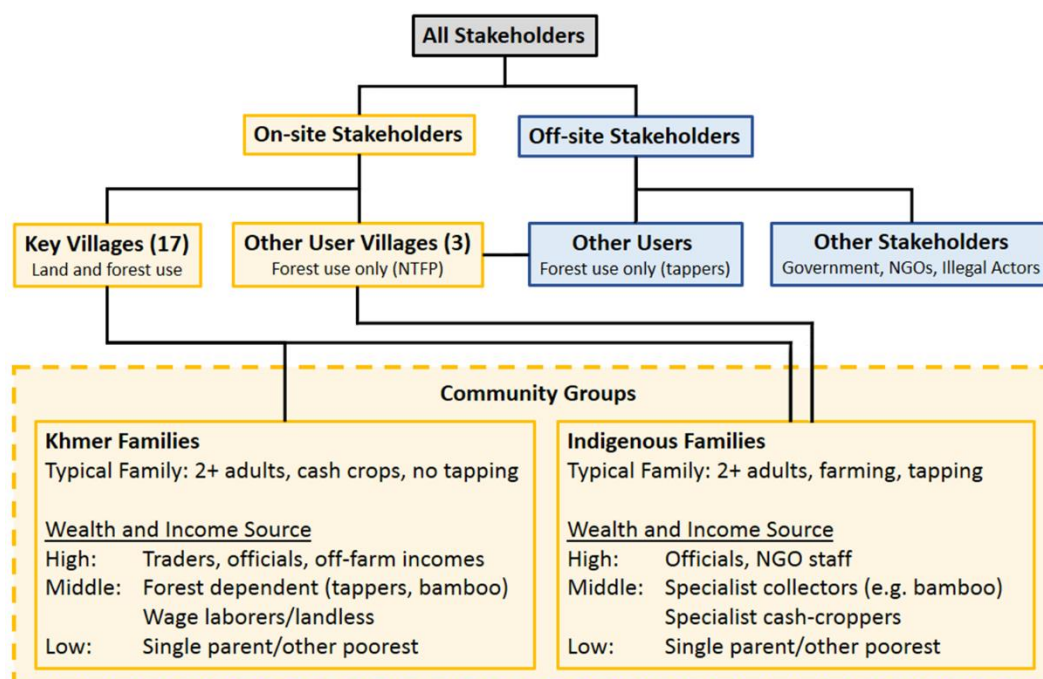 All Stakeholders
On-site Stakeholders
Off-site Stakeholders
Key Villages (17)
Land and forest use
Other User Villages (3)
Forest use only (NTFP)
Other Users
Forest use only (tappers)
Other Stakeholders
Government, NGOs, Illegal Actors
Community Groups
Khmer Families
Typical Family: 2+ adults, cash crops, no tapping
Wealth and Income Source
High: Traders, officials, off-farm incomes
Middle: Forest dependent (tappers, bamboo)
Wage laborers/landless
Low: Single parent/other poorest
Indigenous Families
Typical Family: 2+ adults, farming, tapping
Wealth and Income Source
High: Officials, NGO staff
Middle: Specialist collectors (e.g. bamboo)
Specialist cash-croppers
Low: Single parent/other poorest